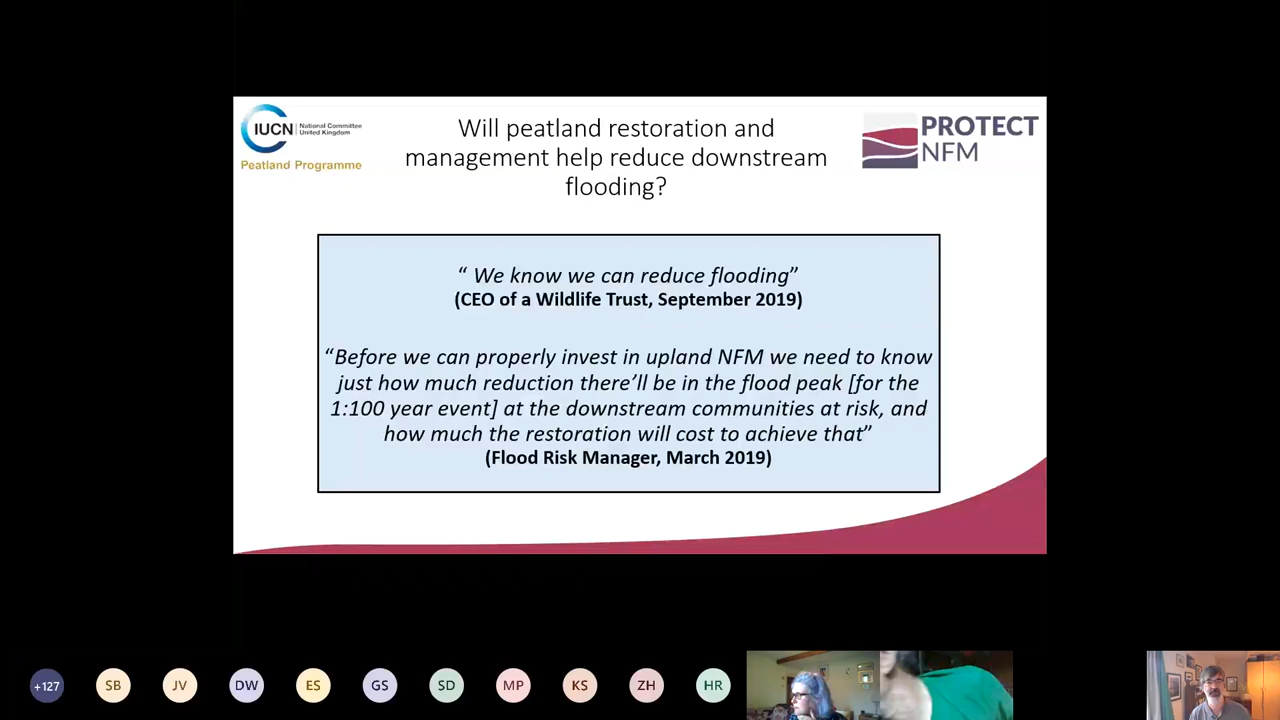 IUCN
National Committee
United Kingdom
Peatland Programme
Will peatland restoration and
management help reduce downstream
flooding?
PROTECT
NFM
“ We know we can reduce flooding”
(CEO of a Wildlife Trust, September 2019)
“Before we can properly invest in upland NFM we need to know
just how much reduction there’ll be in the flood peak [for the
1:100 year event] at the downstream communities at risk, and
how much the restoration will cost to achieve that”
(Flood Risk Manager, March 2019)
+127 SB JV DW ES GS SD MP KS ZH HR